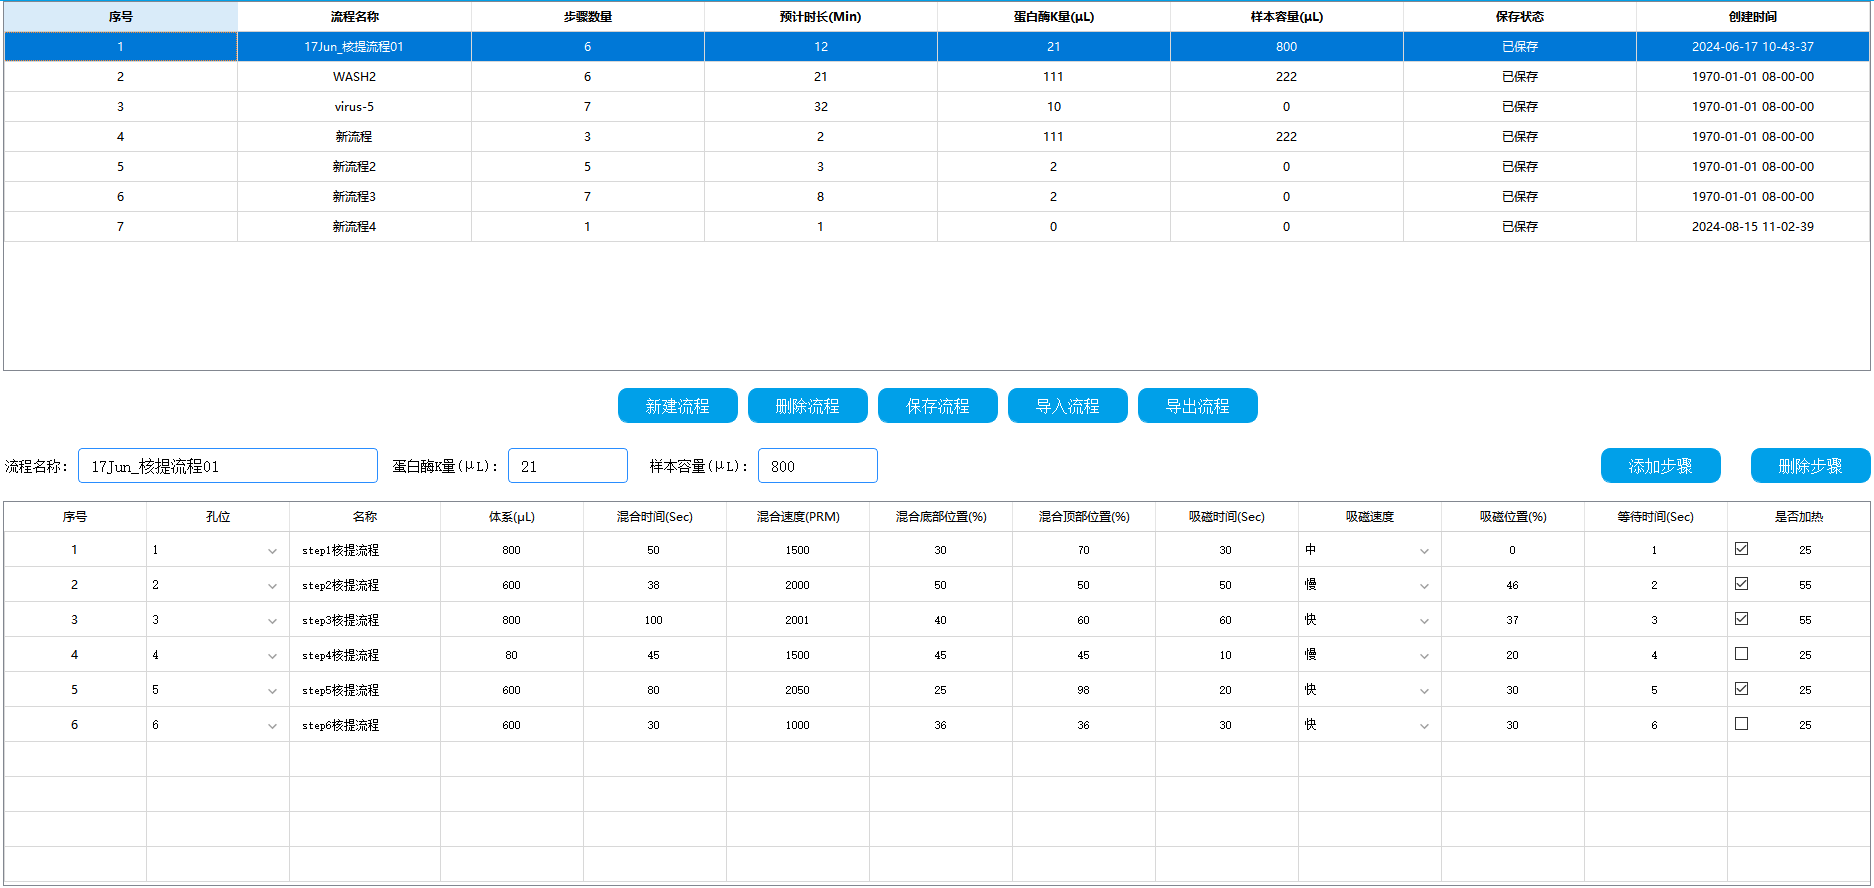 序号 流程名称 步骤数量 预计时长(Min) 蛋白酶K量(μL) 样本容量(μL) 保存状态 创建时间
1 17Jun_核提流程01 6 12 21 800 已保存 2024-06-17 10-43-37
2 WASH2 6 21 111 222 已保存 1970-01-01 08-00-00
3 virus-5 7 32 10 0 已保存 1970-01-01 08-00-00
4 新流程 3 2 111 222 已保存 1970-01-01 08-00-00
5 新流程2 5 3 2 0 已保存 1970-01-01 08-00-00
6 新流程3 7 8 2 0 已保存 1970-01-01 08-00-00
7 新流程4 1 1 0 0 已保存 2024-08-15 11-02-39
新建流程 删除流程 保存流程 导入流程 导出流程
流程名称: 17Jun_核提流程01 蛋白酶K量(μL): 21 样本容量(μL): 800 添加步骤 删除步骤
序号 孔位 名称 体系(μL) 混合时间(Sec) 混合速度(PRM) 混合底部位置(%) 混合顶部位置(%) 吸磁时间(Sec) 吸磁速度 吸磁位置(%) 等待时间(Sec) 是否加热
1 1 step1核提流程 800 50 1500 30 70 30 中 0 1 25
2 2 step2核提流程 600 38 2000 50 50 50 慢 46 2 55
3 3 step3核提流程 800 100 2001 40 60 60 快 37 3 55
4 4 step4核提流程 80 45 1500 45 45 10 慢 20 4 25
5 5 step5核提流程 600 80 2050 25 98 20 快 30 5 25
6 6 step6核提流程 600 30 1000 36 36 30 快 30 6 25